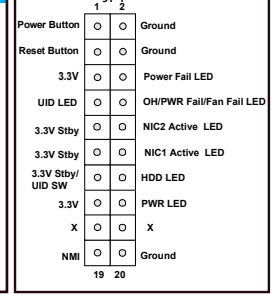 1 2
Power Button Ground
Reset Button Ground
3.3V Power Fail LED
UID LED OH/PWR Fail/Fan Fail LED
3.3V Stby NIC2 Active LED
3.3V Stby NIC1 Active LED
3.3V Stby/
UID SW HDD LED
3.3V PWR LED
X X
NMI Ground
19 20